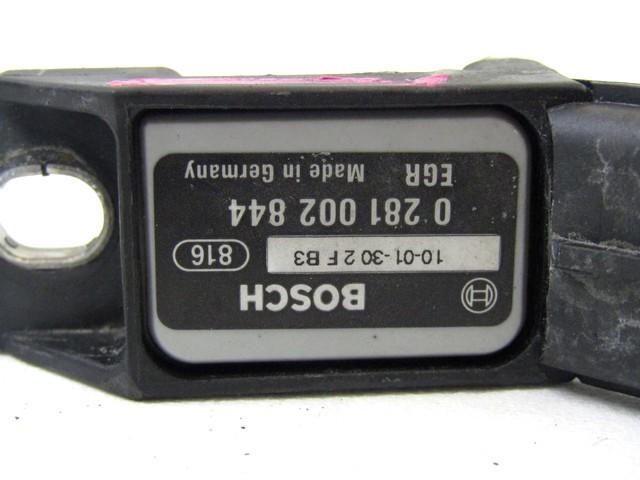 BOSCH
10-01-30 2 F B3 816
0 281 002 844
EGR Made in Germany